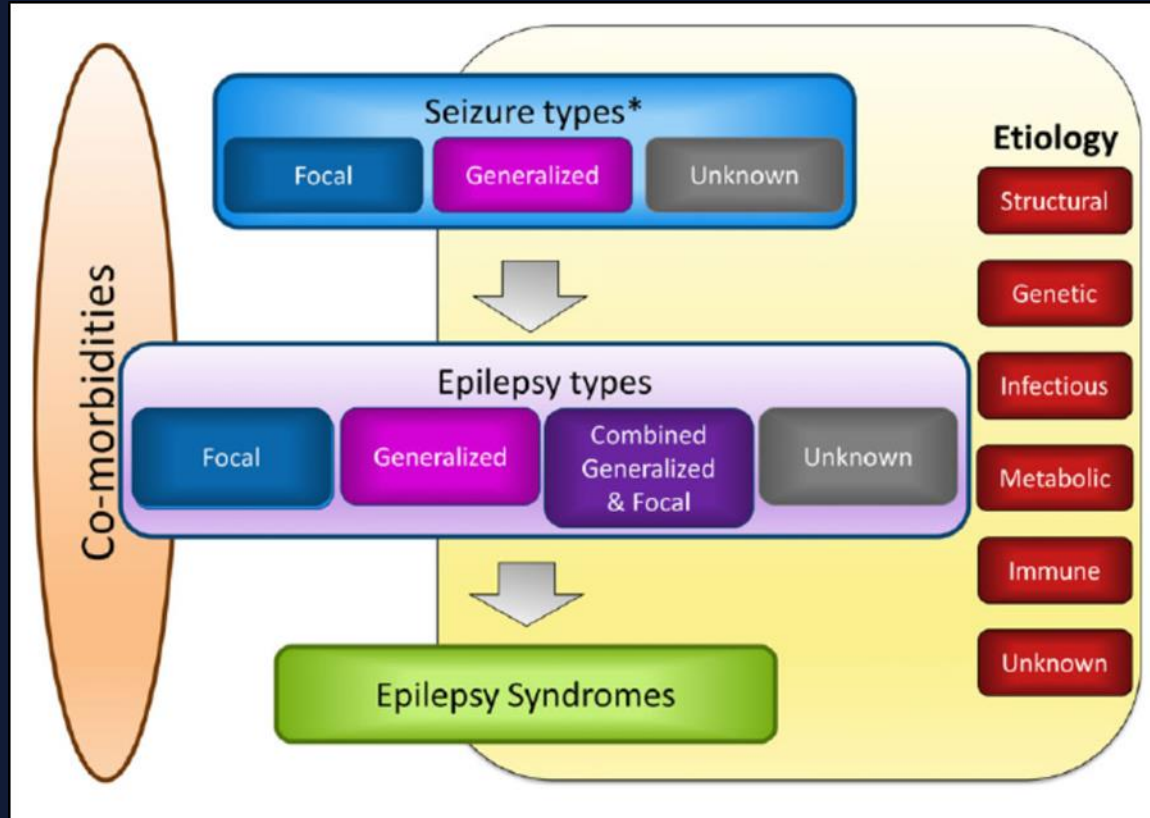 Co-morbidities
Seizure types*
Focal
Generalized
Unknown
Epilepsy types
Focal
Generalized
Combined
Generalized
& Focal
Unknown
Epilepsy Syndromes
Etiology
Structural
Genetic
Infectious
Metabolic
Immune
Unknown